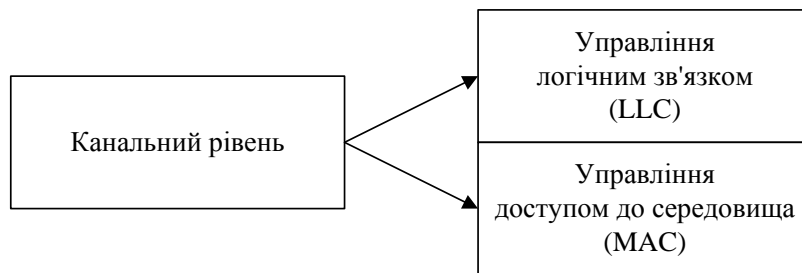 Канальний рівень
Управління
логічним зв'язком
(LLC)
Управління
доступом до середовища
(MAC)